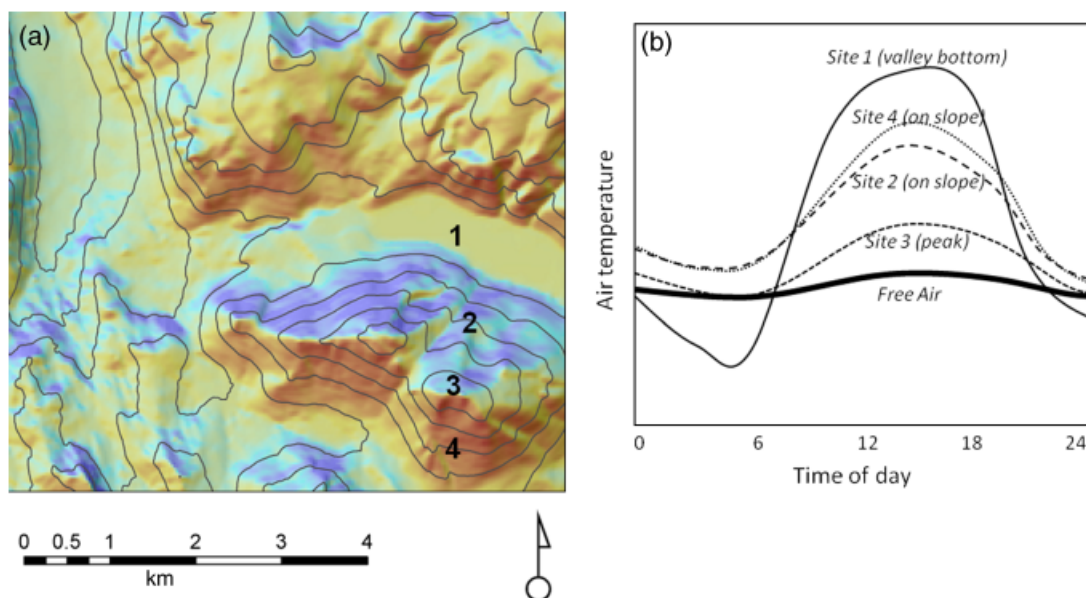 (a)
1
2
3
4
0 0.5 1 2 3 4
km
(b)
Site 1 (valley bottom)
Site 4 (on slope)
Site 2 (on slope)
Site 3 (peak)
Free Air
Air temperature
0 6 12 18 24
Time of day